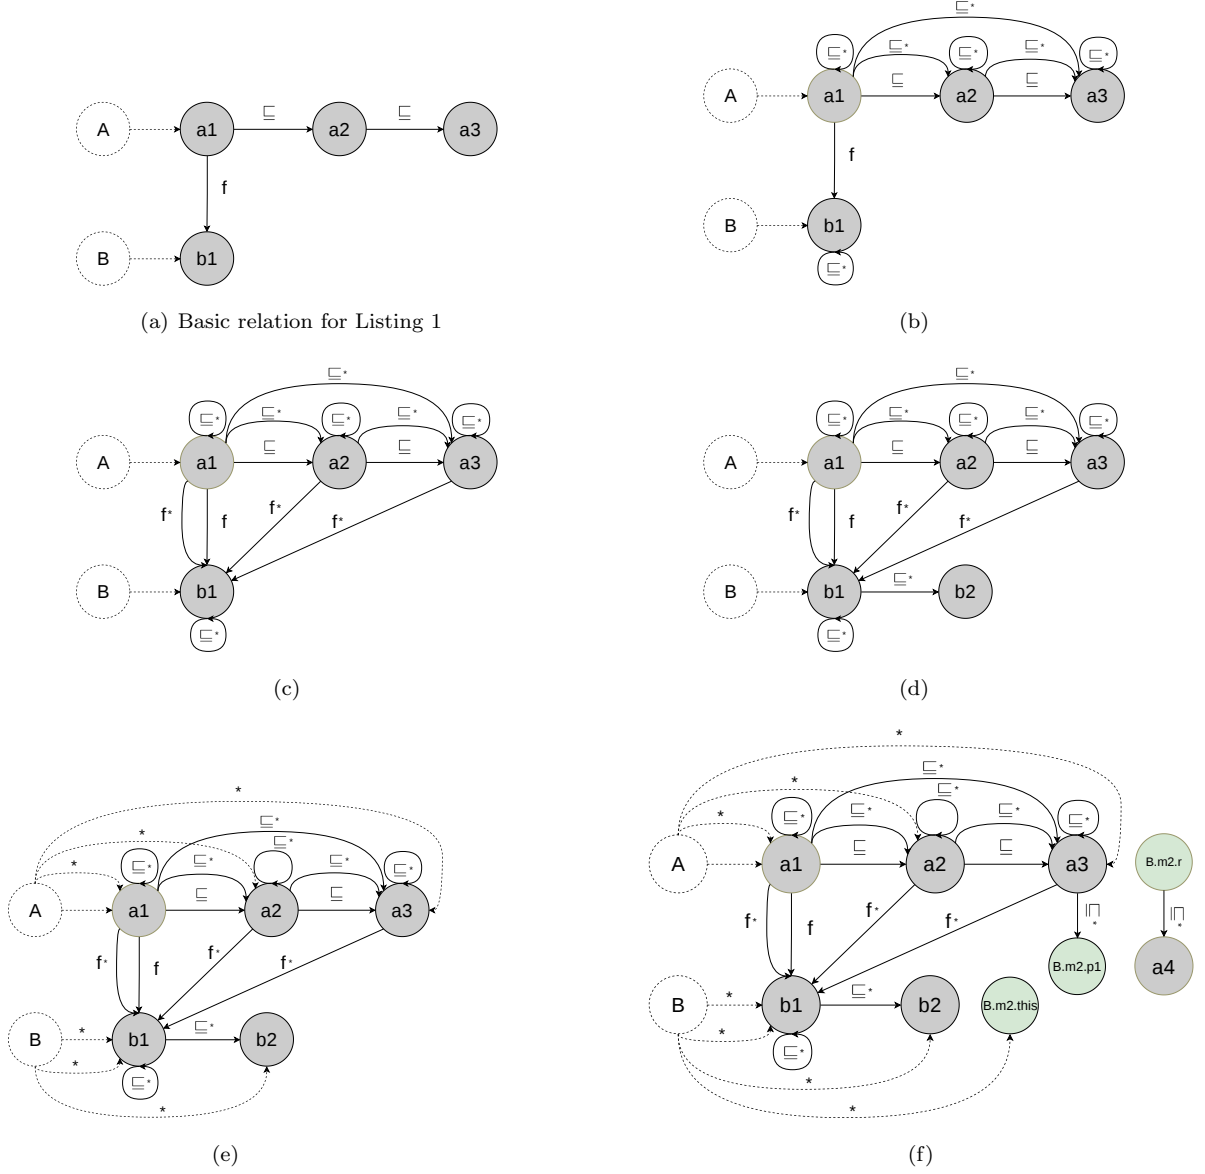 A a1 ⊑ a2 ⊑ a3
f
B b1
(a) Basic relation for Listing 1
⊑*
⊑* ⊑* ⊑* ⊑* ⊑*
A a1 ⊑ a2 ⊑ a3
f
B b1
⊑*
(b)
⊑*
⊑* ⊑* ⊑* ⊑* ⊑*
A a1 ⊑ a2 ⊑ a3
f* f f* f*
B b1
⊑*
(c)
⊑*
⊑* ⊑* ⊑* ⊑* ⊑*
A a1 ⊑ a2 ⊑ a3
f* f f* f*
B b1 ⊑* b2
⊑*
(d)
*
⊑*
* ⊑*
* ⊑* ⊑* ⊑* ⊑*
A a1 ⊑ a2 ⊑ a3
f* f f* f*
B * b1 ⊑* b2
* ⊑*
*
(e)
*
⊑*
* ⊑*
* ⊑* ⊑* ⊑* ⊑*
A a1 ⊑ a2 ⊑ a3 B.m2.r
f* f f* f* ⊑* ⊑*
B.m2.p1 a4
B * b1 ⊑* b2 B.m2.this
* ⊑*
*
*
(f)